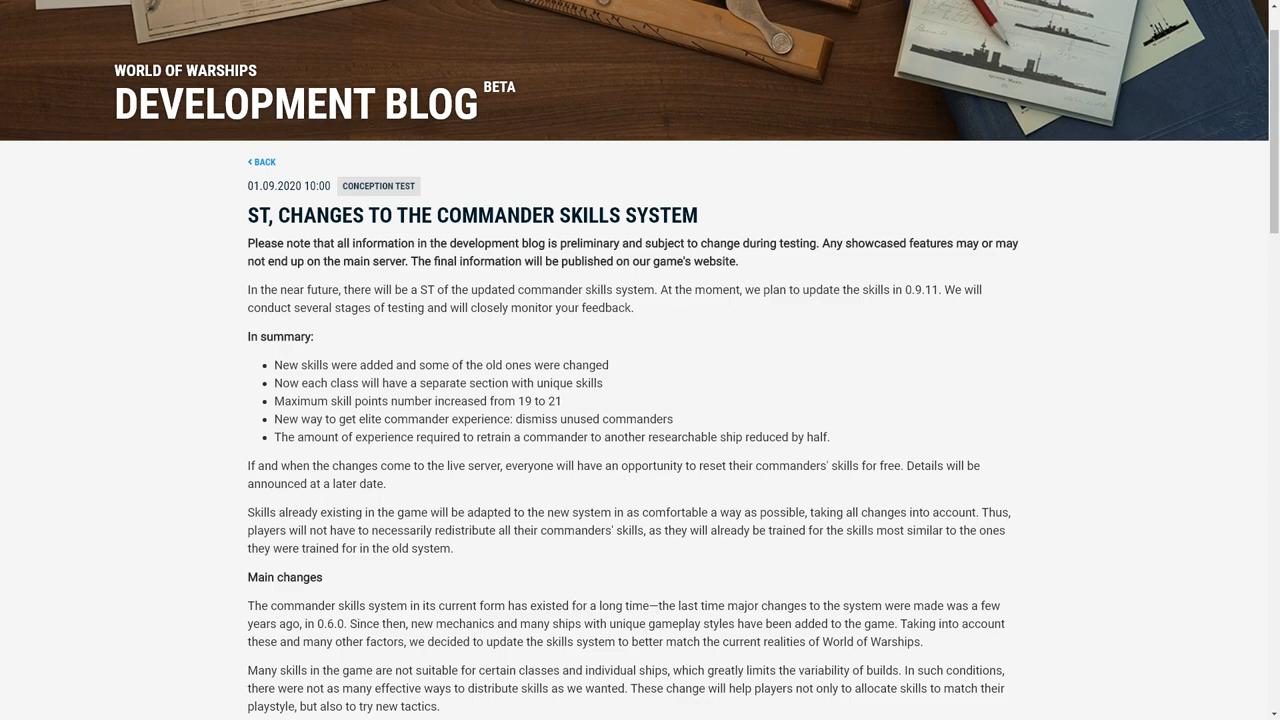 WORLD OF WARSHIPS
DEVELOPMENT BLOG BETA
BACK
01.09.2020 10:00 CONCEPTION TEST
ST, CHANGES TO THE COMMANDER SKILLS SYSTEM
Please note that all information in the development blog is preliminary and subject to change during testing. Any showcased features may or may
not end up on the main server. The final information will be published on our game's website.
In the near future, there will be a ST of the updated commander skills system. At the moment, we plan to update the skills in 0.9.11. We will
conduct several stages of testing and will closely monitor your feedback.
In summary:
• New skills were added and some of the old ones were changed
• Now each class will have a separate section with unique skills
• Maximum skill points number increased from 19 to 21
• New way to get elite commander experience: dismiss unused commanders
• The amount of experience required to retrain a commander to another researchable ship reduced by half.
If and when the changes come to the live server, everyone will have an opportunity to reset their commanders' skills for free. Details will be
announced at a later date.
Skills already existing in the game will be adapted to the new system in as comfortable a way as possible, taking all changes into account. Thus,
players will not have to necessarily redistribute all their commanders' skills, as they will already be trained for the skills most similar to the ones
they were trained for in the old system.
Main changes
The commander skills system in its current form has existed for a long time—the last time major changes to the system were made was a few
years ago, in 0.6.0. Since then, new mechanics and many ships with unique gameplay styles have been added to the game. Taking into account
these and many other factors, we decided to update the skills system to better match the current realities of World of Warships.
Many skills in the game are not suitable for certain classes and individual ships, which greatly limits the variability of builds. In such conditions,
there were not as many effective ways to distribute skills as we wanted. These change will help players not only to allocate skills to match their
playstyle, but also to try new tactics.